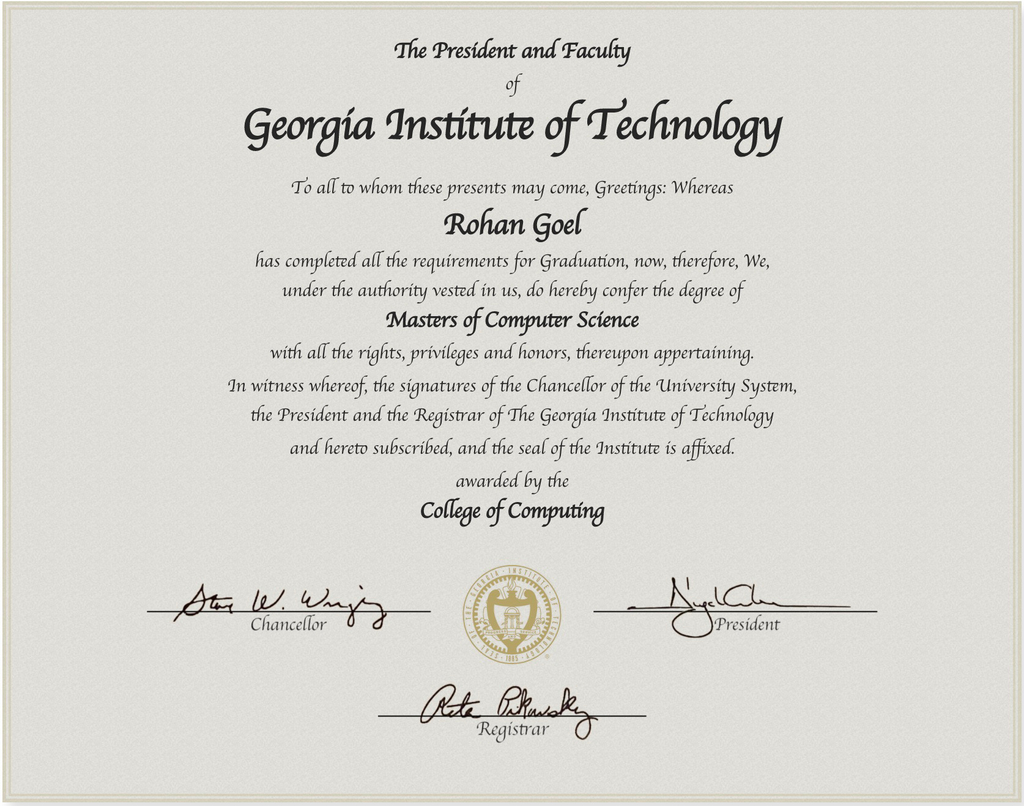 The President and Faculty
of
Georgia Institute of Technology
To all to whom these presents may come, Greetings: Whereas
Rohan Goel
has completed all the requirements for Graduation, now, therefore, We,
under the authority vested in us, do hereby confer the degree of
Masters of Computer Science
with all the rights, privileges and honors, thereupon appertaining.
In witness whereof, the signatures of the Chancellor of the University System,
the President and the Registrar of The Georgia Institute of Technology
and hereto subscribed, and the seal of the Institute is affixed.
awarded by the
College of Computing
Chancellor
SEAL OF THE GEORGIA INSTITUTE OF TECHNOLOGY
1885
President
Registrar